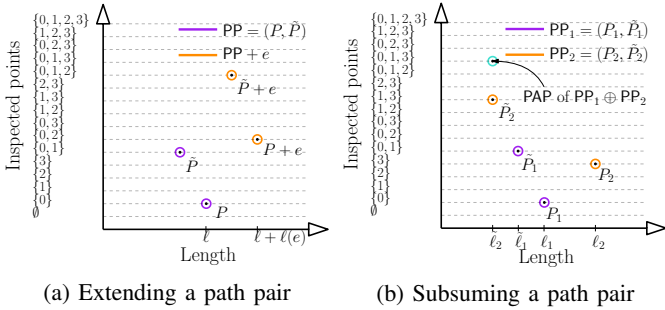 Inspected points
{0, 1, 2, 3}
{1, 2, 3}
{0, 2, 3}
{0, 1, 3}
{0, 1, 2}
{2, 3}
{1, 3}
{1, 2}
{0, 3}
{0, 2}
{0, 1}
{3}
{2}
{1}
{0}
∅
PP = (P, P̃)
PP + e
P̃ + e
P + e
P̃
P
ℓ
ℓ + ℓ(e)
Length
(a) Extending a path pair
Inspected points
{0, 1, 2, 3}
{1, 2, 3}
{0, 2, 3}
{0, 1, 3}
{0, 1, 2}
{2, 3}
{1, 3}
{1, 2}
{0, 3}
{0, 2}
{0, 1}
{3}
{2}
{1}
{0}
∅
PP₁ = (P₁, P̃₁)
PP₂ = (P₂, P̃₂)
PAP of PP₁ ⊕ PP₂
P̃₂
P̃₁
P₂
P₁
ℓ̃₂ ℓ̃₁ ℓ₁ ℓ₂
Length
(b) Subsuming a path pair